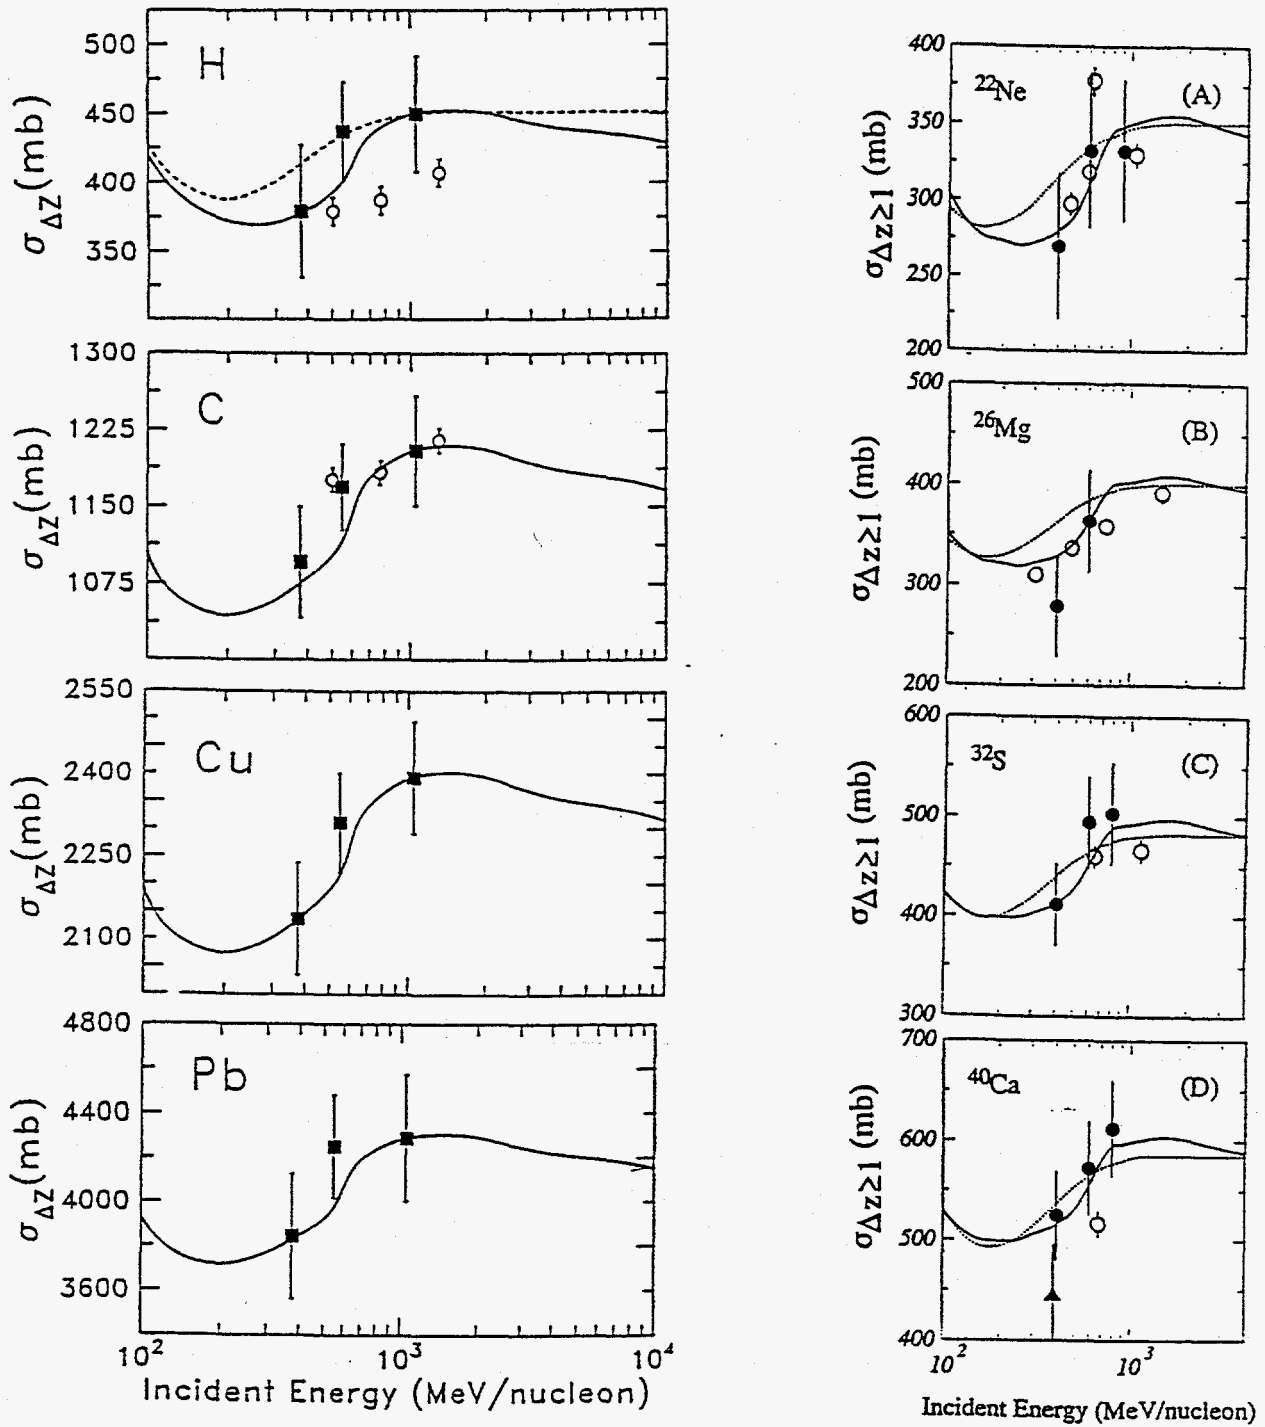 500
450
400
350
H
σΔZ(mb)
1300
1225
1150
1075
C
σΔZ(mb)
2550
2400
2250
2100
Cu
σΔZ(mb)
4800
4400
4000
3600
Pb
σΔZ(mb)
10² 10³ 10⁴
Incident Energy (MeV/nucleon)
400
350
300
250
200
²²Ne (A)
σΔz≥1 (mb)
500
400
300
200
²⁶Mg (B)
σΔz≥1 (mb)
600
500
400
300
³²S (C)
σΔz≥1 (mb)
700
600
500
400
⁴⁰Ca (D)
σΔz≥1 (mb)
10² 10³
Incident Energy (MeV/nucleon)